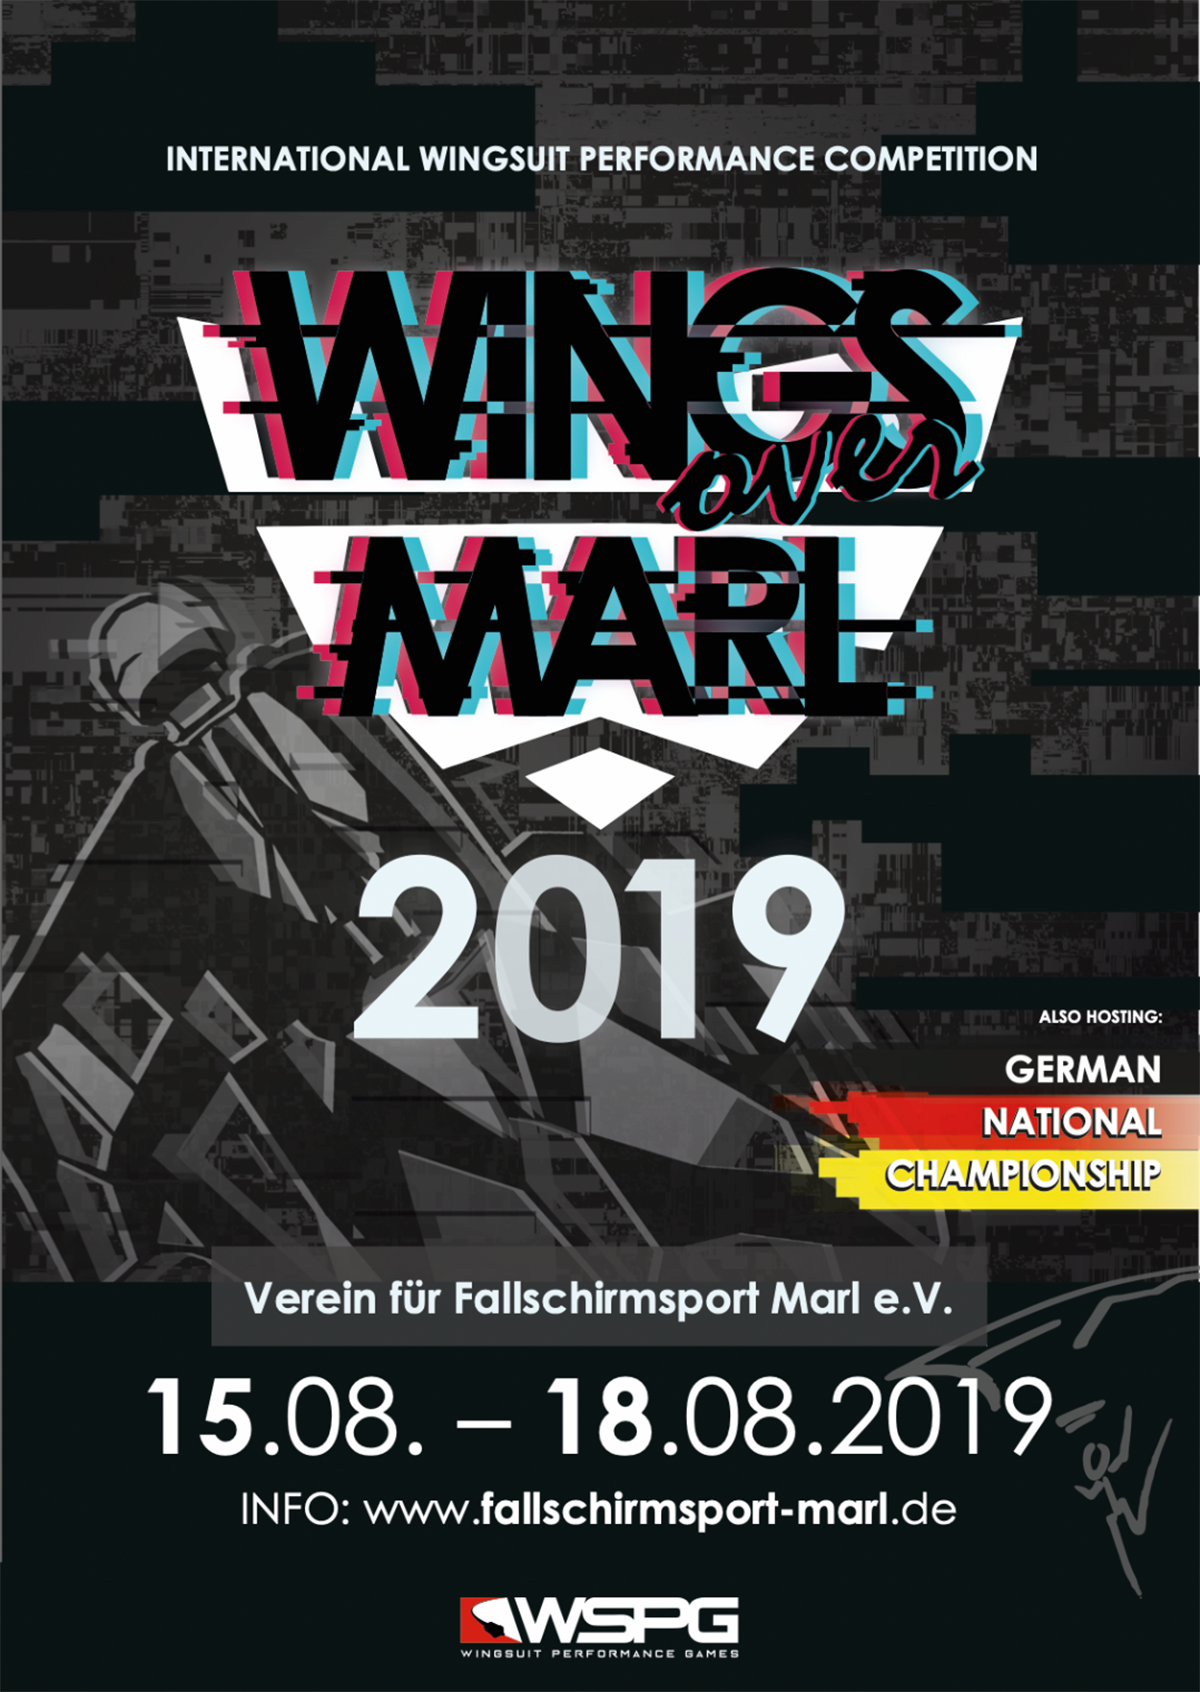 INTERNATIONAL WINGSUIT PERFORMANCE COMPETITION
WINGS
over
MARL
2019
ALSO HOSTING:
GERMAN
NATIONAL
CHAMPIONSHIP
Verein für Fallschirmsport Marl e.V.
15.08. – 18.08.2019
INFO: www.fallschirmsport-marl.de
WSPG
WINGSUIT PERFORMANCE GAMES